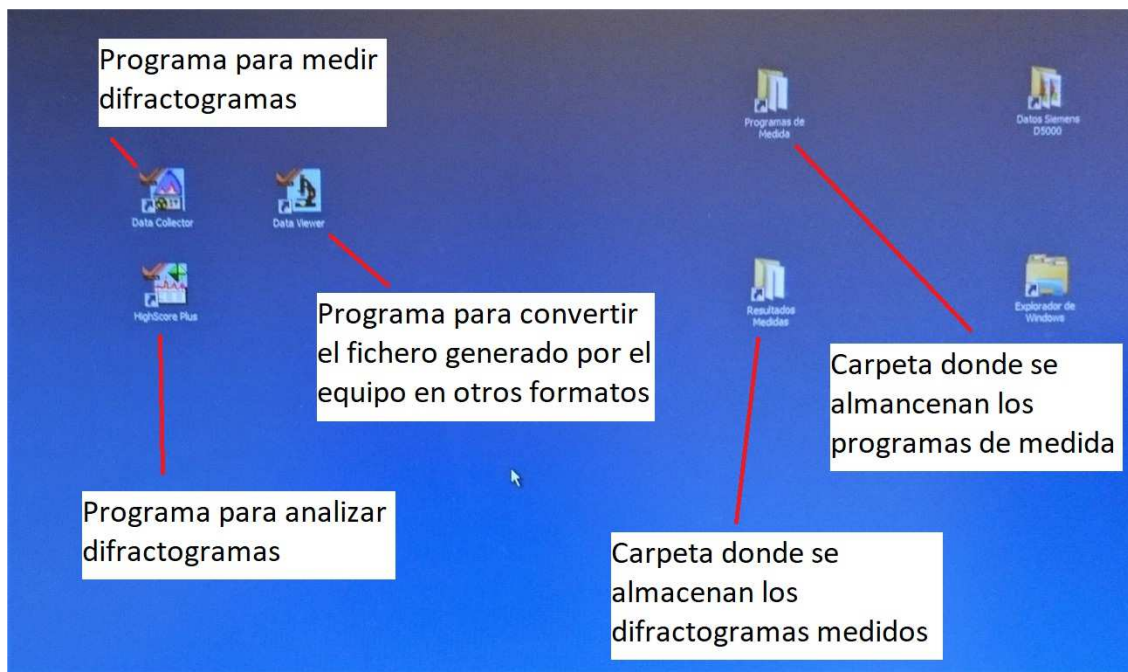 Programa para medir
difractogramas
Programas de
Medida
Datos Siemens
D5000
Data Collector
Data Viewer
HighScore Plus
Resultados
Medidas
Explorador de
Windows
Programa para convertir
el fichero generado por el
equipo en otros formatos
Carpeta donde se
almancenan los
programas de medida
Programa para analizar
difractogramas
Carpeta donde se
almacenan los
difractogramas medidos